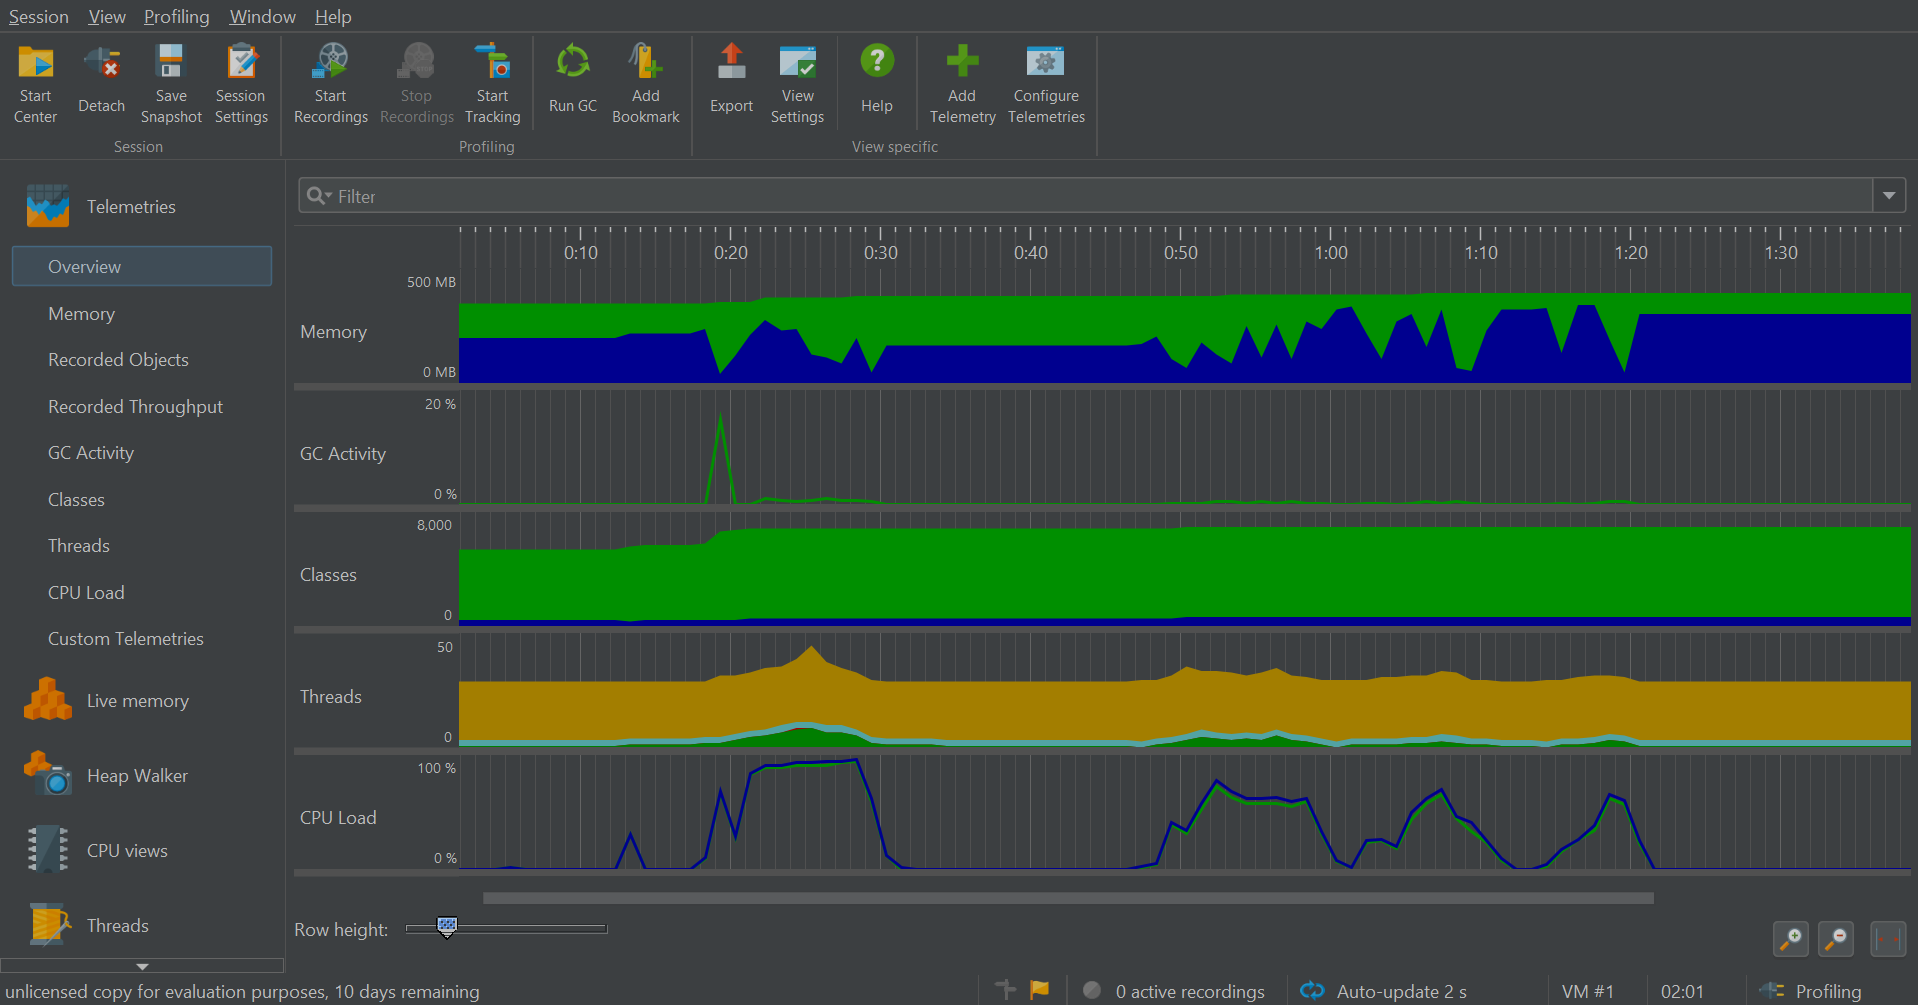 Session View Profiling Window Help
Start Center
Detach
Save Snapshot
Session Settings
Start Recordings
Stop Recordings
Start Tracking
Run GC
Add Bookmark
Export
View Settings
Help
Add Telemetry
Configure Telemetries
Session
Profiling
View specific
Telemetries
Overview
Memory
Recorded Objects
Recorded Throughput
GC Activity
Classes
Threads
CPU Load
Custom Telemetries
Live memory
Heap Walker
CPU views
Threads
Filter
0:10 0:20 0:30 0:40 0:50 1:00 1:10 1:20 1:30
500 MB
Memory
0 MB
20 %
GC Activity
0 %
8,000
Classes
0
50
Threads
0
100 %
CPU Load
0 %
Row height:
unlicensed copy for evaluation purposes, 10 days remaining
0 active recordings
Auto-update 2 s
VM #1
02:01
Profiling